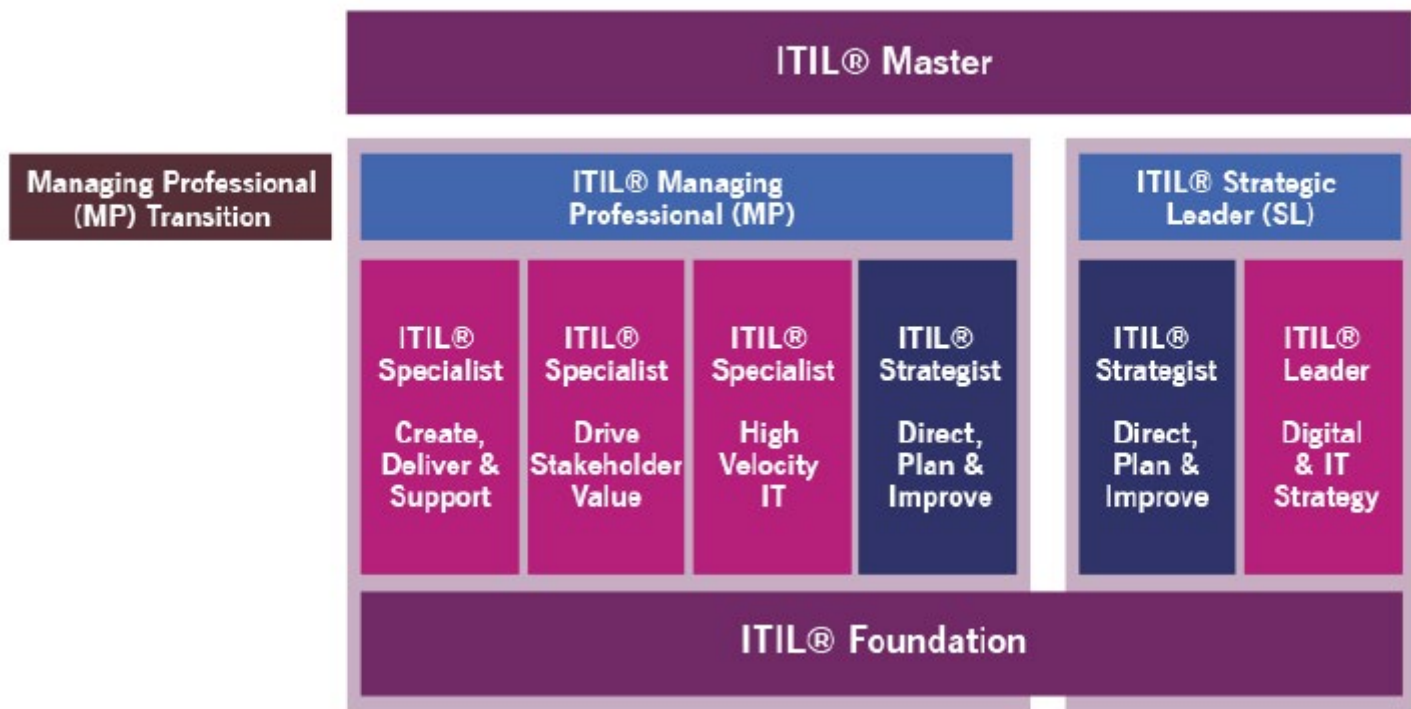 ITIL® Master
Managing Professional
(MP) Transition
ITIL® Managing
Professional (MP)
ITIL® Strategic
Leader (SL)
ITIL®
Specialist
Create,
Deliver &
Support
ITIL®
Specialist
Drive
Stakeholder
Value
ITIL®
Specialist
High
Velocity
IT
ITIL®
Strategist
Direct,
Plan &
Improve
ITIL®
Strategist
Direct,
Plan &
Improve
ITIL®
Leader
Digital
& IT
Strategy
ITIL® Foundation